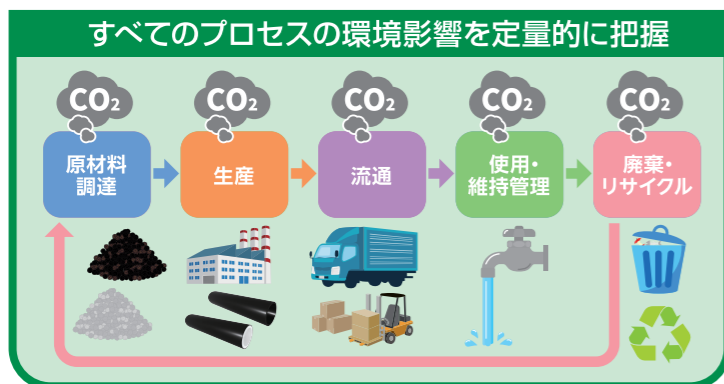 すべてのプロセスの環境影響を定量的に把握
CO₂
CO₂
CO₂
CO₂
CO₂
原材料
調達
生産
流通
使用・
維持管理
廃棄・
リサイクル